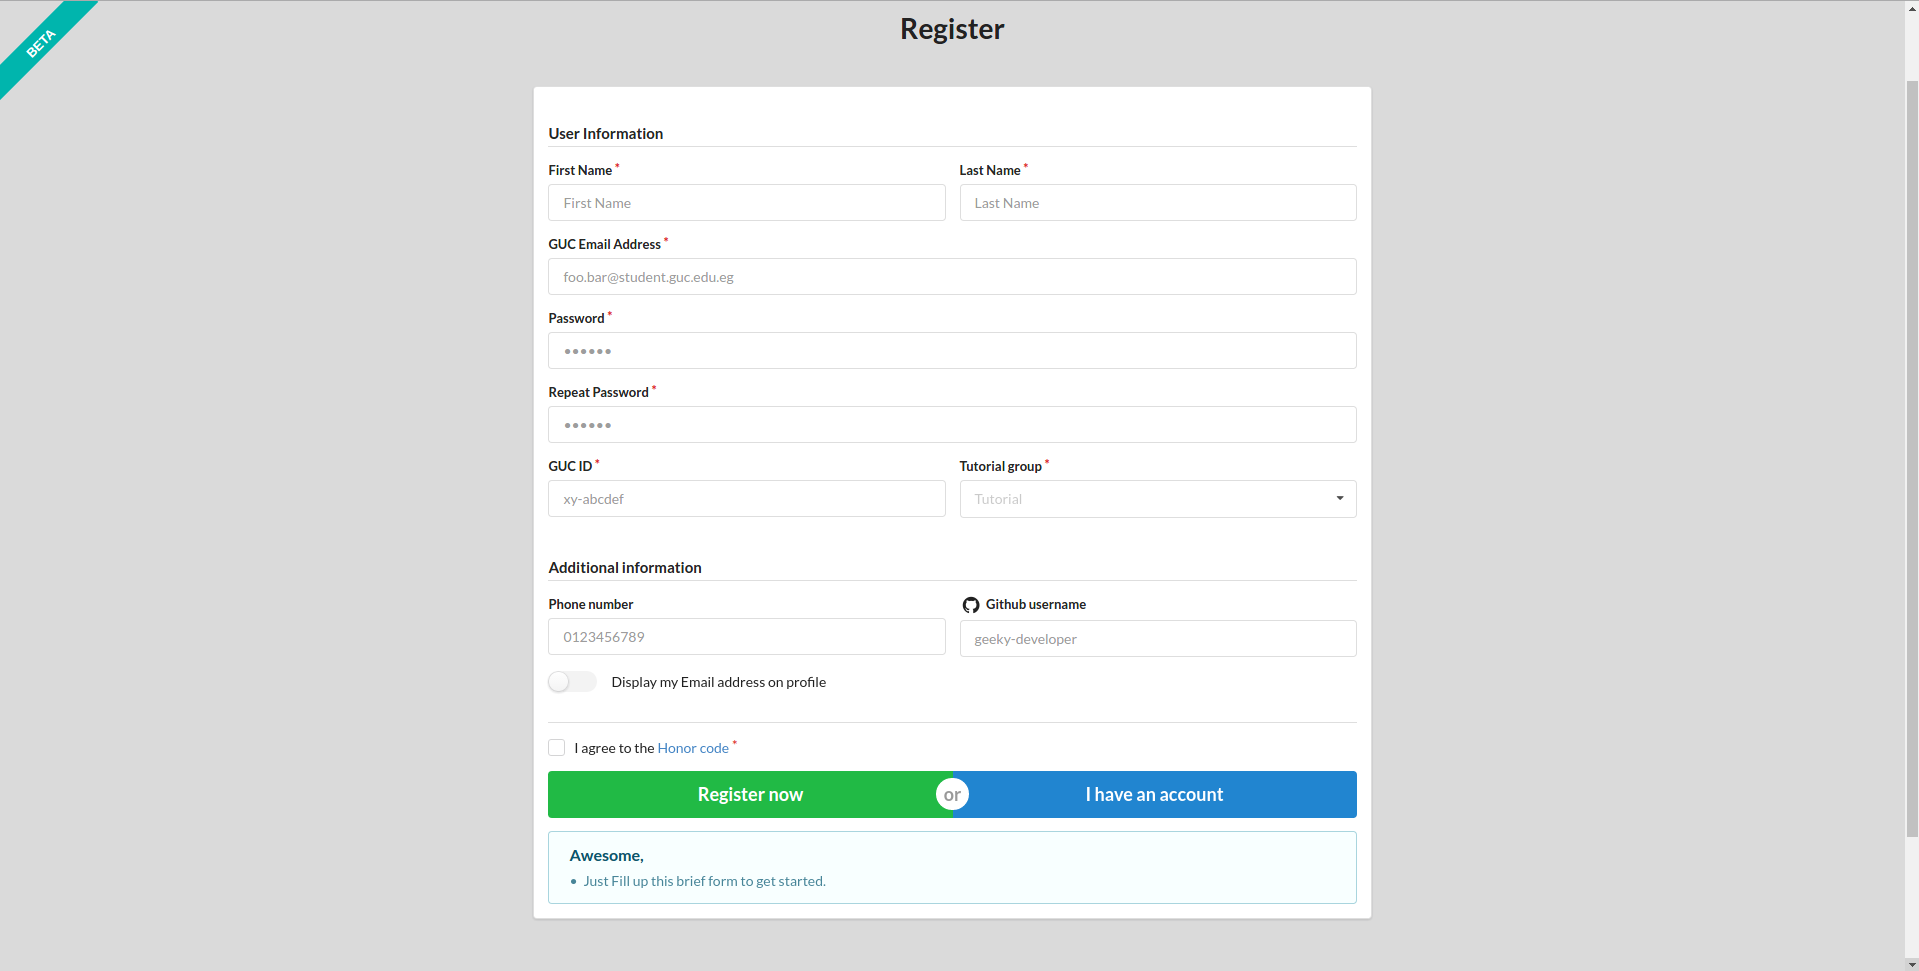 BETA
Register
User Information
First Name *
Last Name *
First Name
Last Name
GUC Email Address *
foo.bar@student.guc.edu.eg
Password *
••••••
Repeat Password *
••••••
GUC ID *
Tutorial group *
xy-abcdef
Tutorial
Additional information
Phone number
Github username
0123456789
geeky-developer
Display my Email address on profile
I agree to the Honor code *
Register now
or
I have an account
Awesome,
• Just Fill up this brief form to get started.